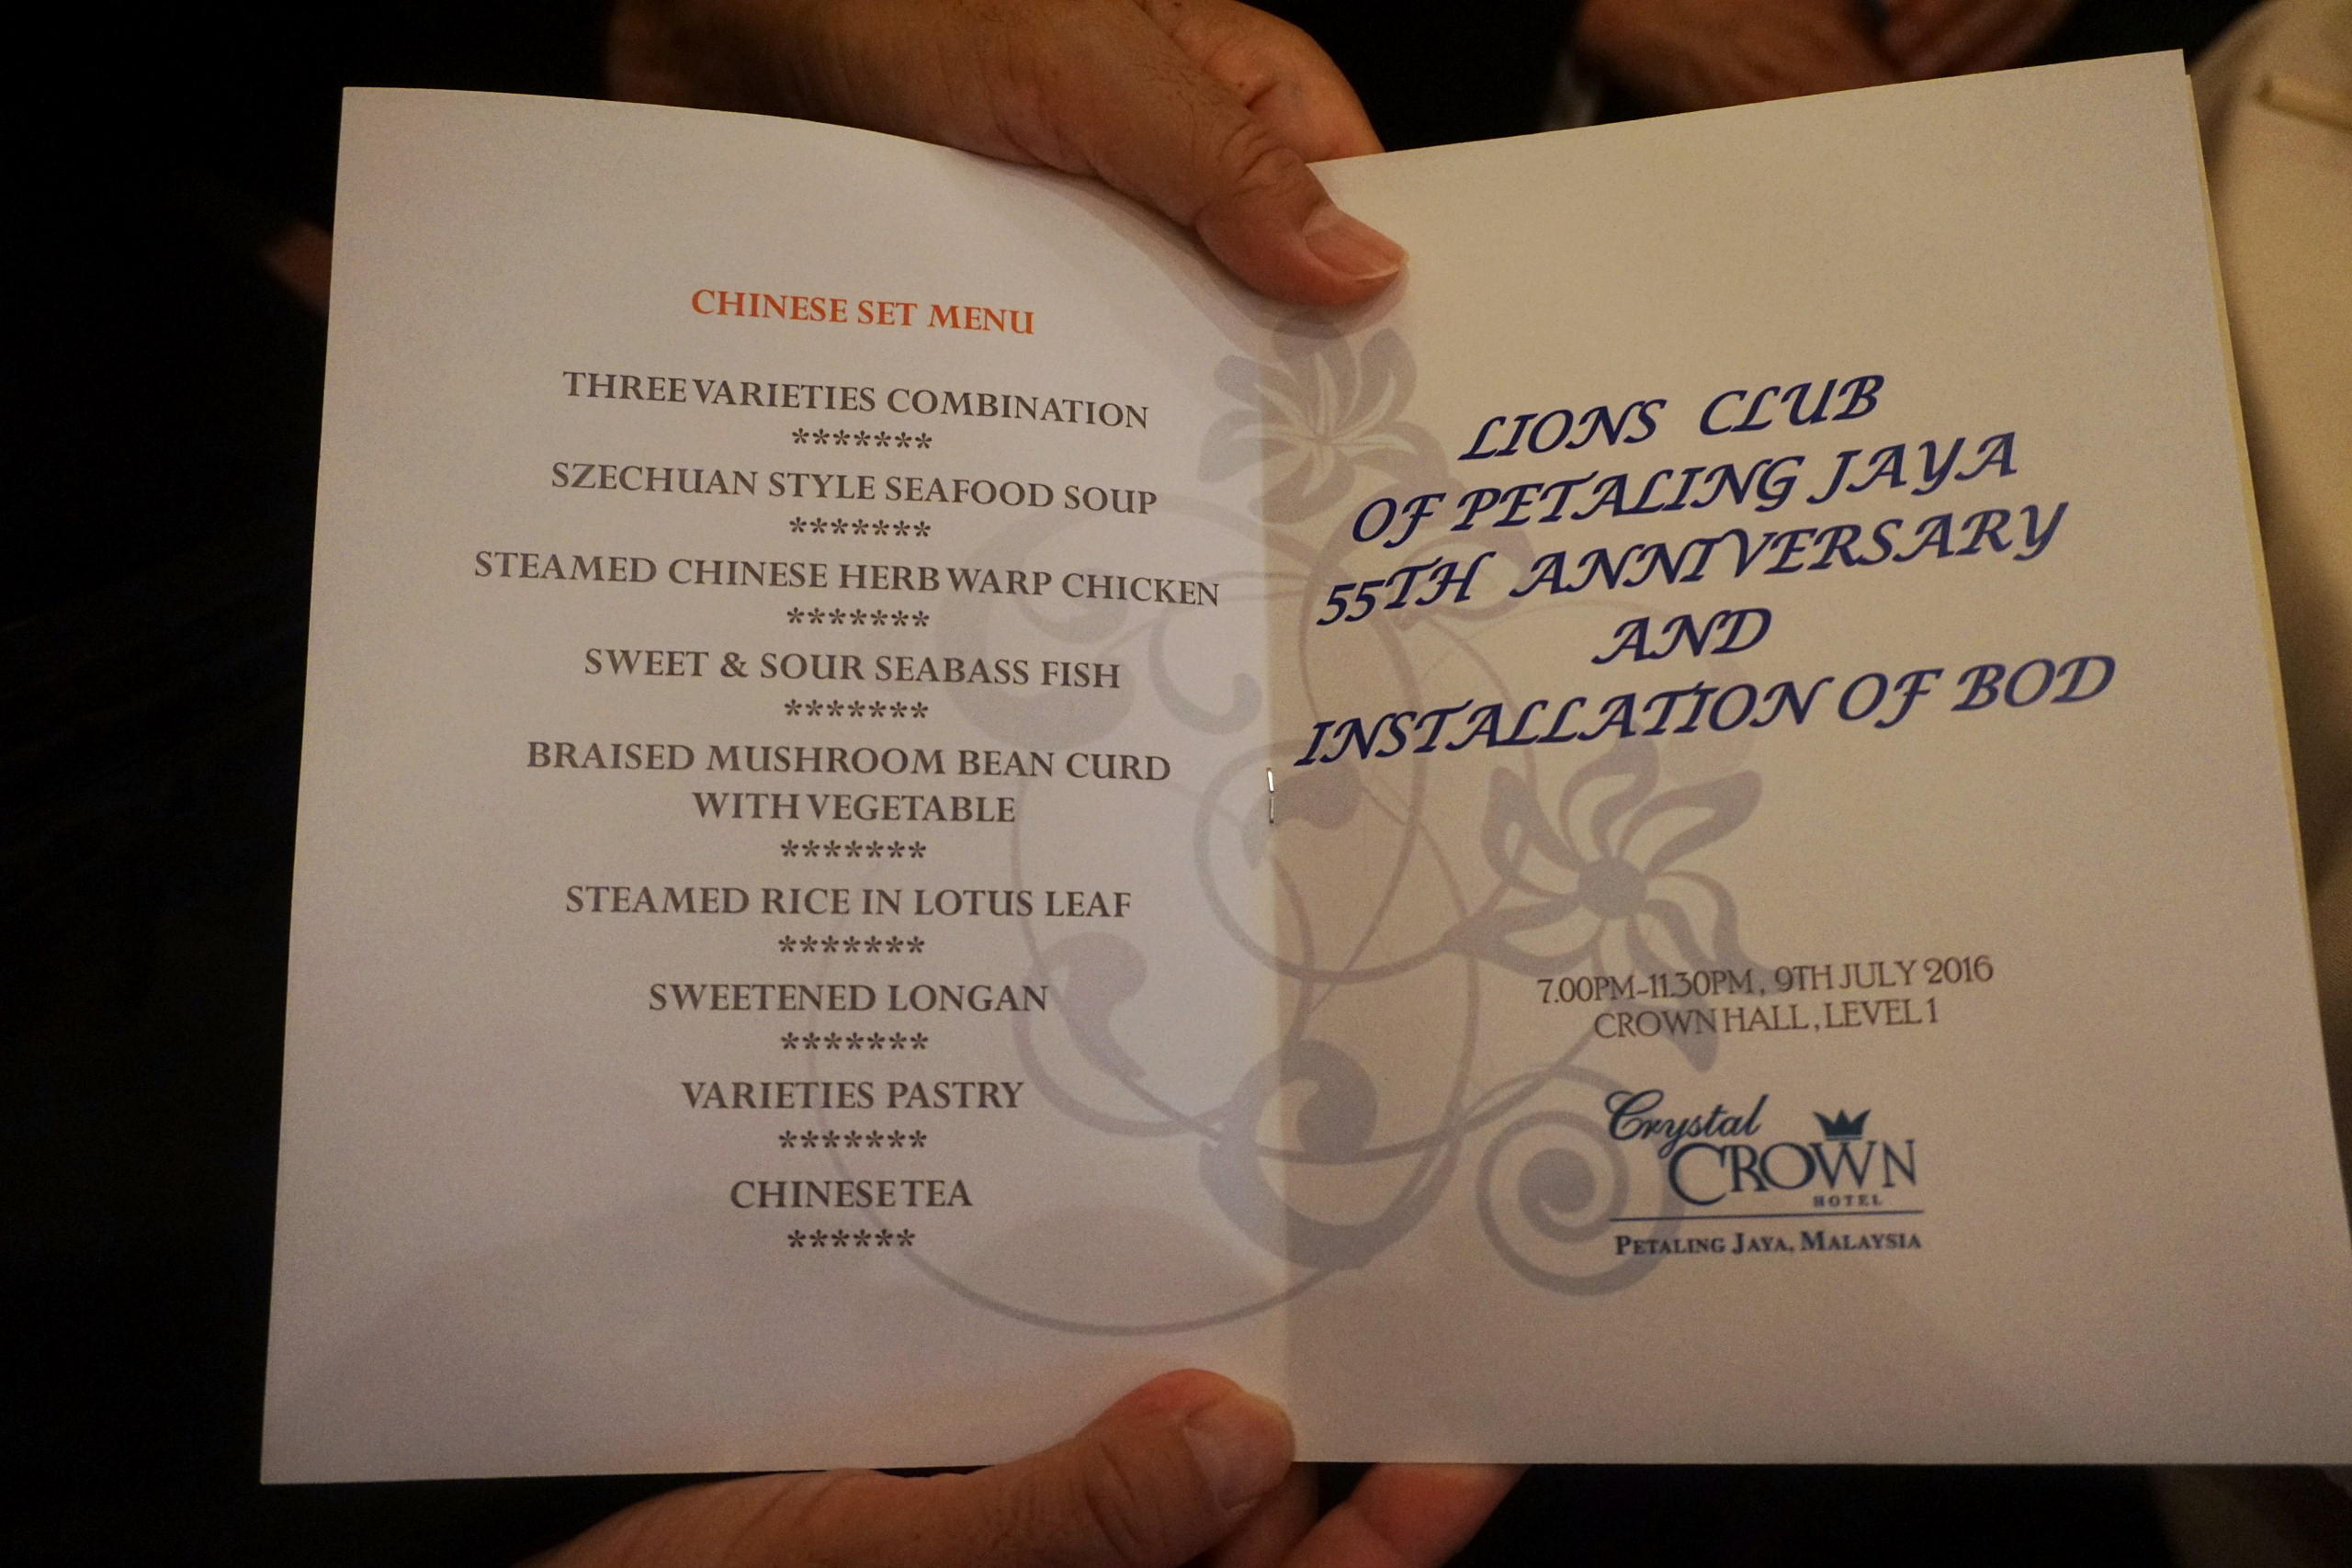 CHINESE SET MENU
THREE VARIETIES COMBINATION
*******
SZECHUAN STYLE SEAFOOD SOUP
*******
STEAMED CHINESE HERB WARP CHICKEN
*******
SWEET & SOUR SEABASS FISH
*******
BRAISED MUSHROOM BEAN CURD
WITH VEGETABLE
*******
STEAMED RICE IN LOTUS LEAF
*******
SWEETENED LONGAN
*******
VARIETIES PASTRY
*******
CHINESE TEA
******
LIONS CLUB
OF PETALING JAYA
55TH ANNIVERSARY
AND
INSTALLATION OF BOD
7.00PM-11.30PM, 9TH JULY 2016
CROWN HALL, LEVEL 1
Crystal
CROWN
HOTEL
PETALING JAYA, MALAYSIA